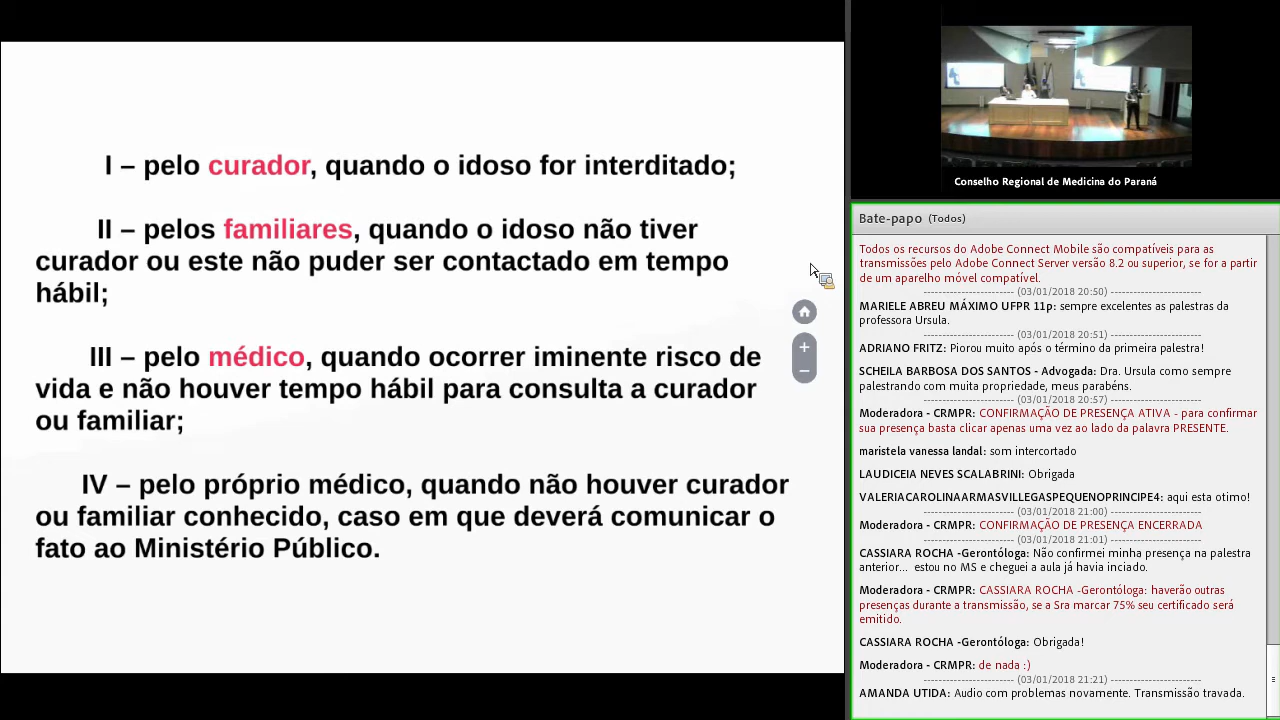 I – pelo curador, quando o idoso for interditado;
II – pelos familiares, quando o idoso não tiver
curador ou este não puder ser contactado em tempo
hábil;
III – pelo médico, quando ocorrer iminente risco de
vida e não houver tempo hábil para consulta a curador
ou familiar;
IV – pelo próprio médico, quando não houver curador
ou familiar conhecido, caso em que deverá comunicar o
fato ao Ministério Público.
Conselho Regional de Medicina do Paraná
Bate-papo (Todos)
Todos os recursos do Adobe Connect Mobile são compatíveis para as
transmissões pelo Adobe Connect Server versão 8.2 ou superior, se for a partir
de um aparelho móvel compatível.
------------------------ (03/01/2018 20:50) ------------------------
MARIELE ABREU MÁXIMO UFPR 11p: sempre excelentes as palestras da
professora Ursula.
------------------------ (03/01/2018 20:51) ------------------------
ADRIANO FRITZ: Piorou muito após o término da primeira palestra!
SCHEILA BARBOSA DOS SANTOS - Advogada: Dra. Ursula como sempre
palestrando com muita propriedade, meus parabéns.
------------------------ (03/01/2018 20:57) ------------------------
Moderadora - CRMPR: CONFIRMAÇÃO DE PRESENÇA ATIVA - para confirmar
sua presença basta clicar apenas uma vez ao lado da palavra PRESENTE.
maristela vanessa landal: som intercortado
LAUDICEIA NEVES SCALABRINI: Obrigada
VALERIACAROLINAARMASVILLEGASPEQUENOPRINCIPE4: aqui esta otimo!
------------------------ (03/01/2018 21:00) ------------------------
Moderadora - CRMPR: CONFIRMAÇÃO DE PRESENÇA ENCERRADA
------------------------ (03/01/2018 21:01) ------------------------
CASSIARA ROCHA -Gerontóloga: Não confirmei minha presença na palestra
anterior... estou no MS e cheguei a aula já havia inciado.
Moderadora - CRMPR: CASSIARA ROCHA -Gerontóloga: haverão outras
presenças durante a transmissão, se a Sra marcar 75% seu certificado será
emitido.
CASSIARA ROCHA -Gerontóloga: Obrigada!
Moderadora - CRMPR: de nada :)
------------------------ (03/01/2018 21:21) ------------------------
AMANDA UTIDA: Audio com problemas novamente. Transmissão travada.